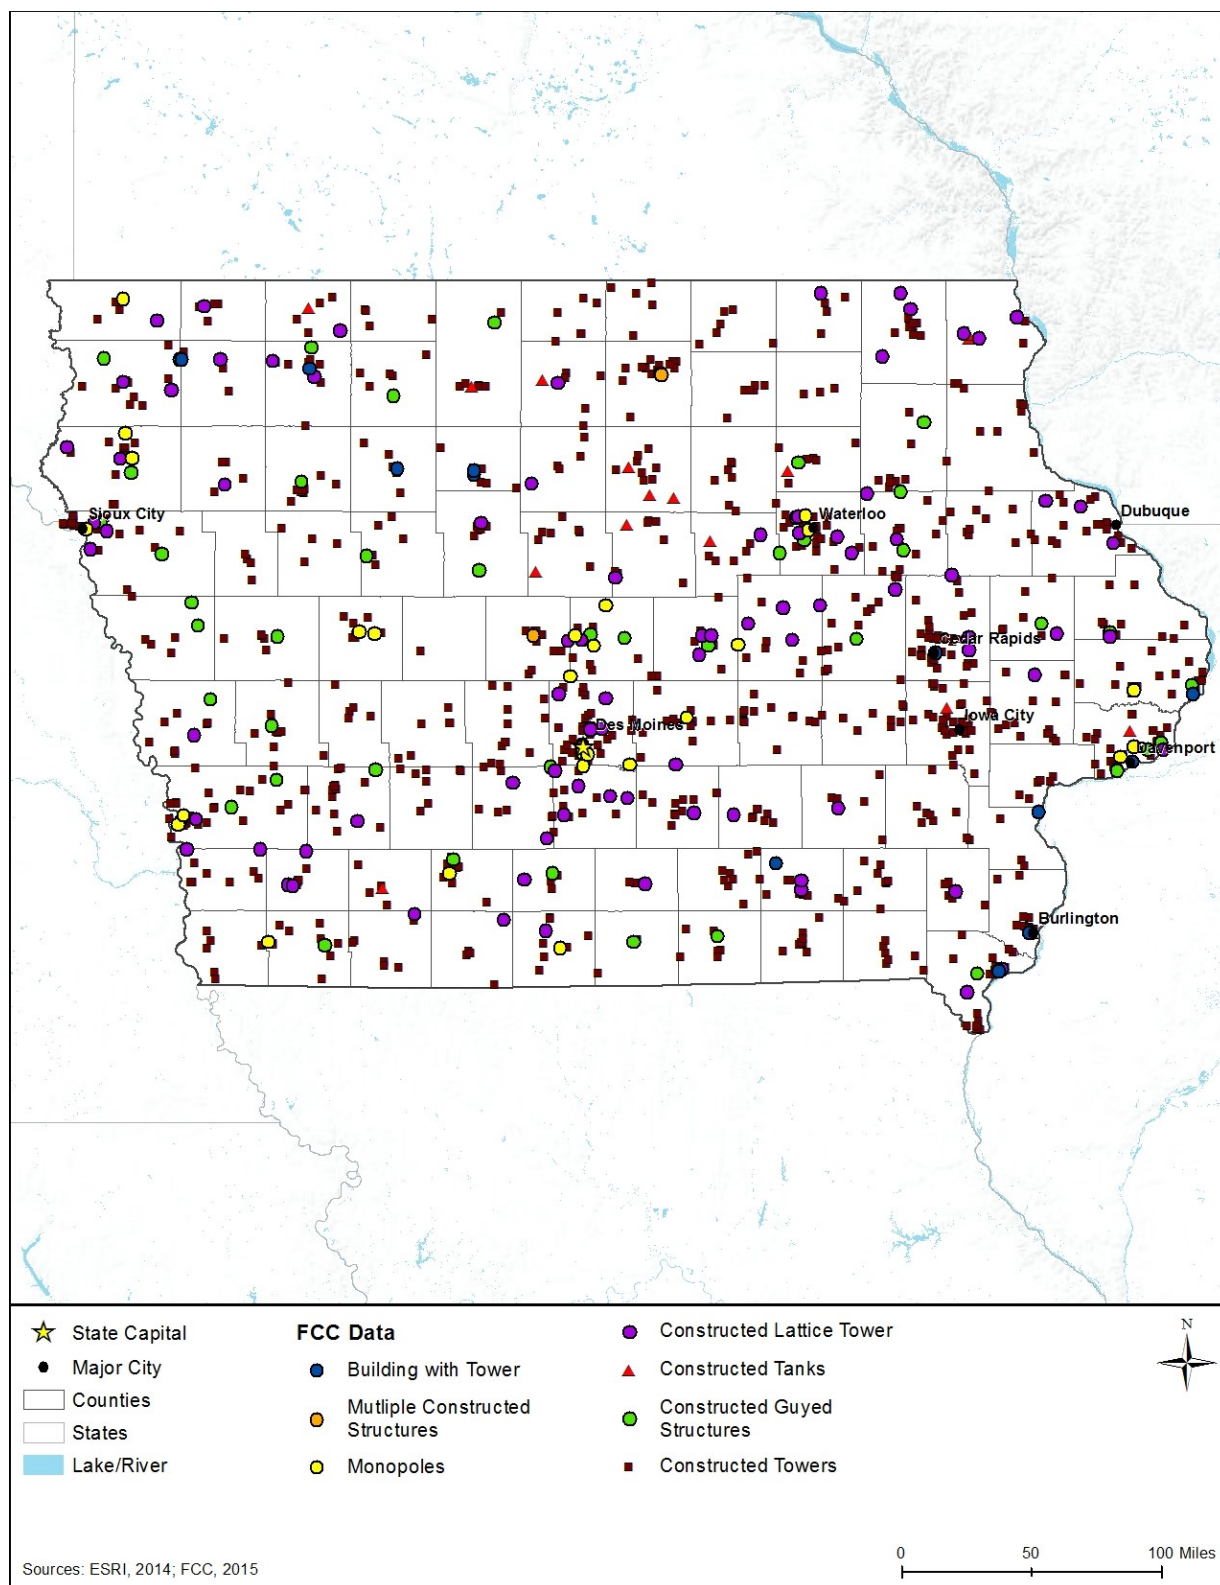 Sioux City
Waterloo
Dubuque
Cedar Rapids
Des Moines
Iowa City
Davenport
Burlington
State Capital
Major City
Counties
States
Lake/River
FCC Data
Building with Tower
Mutliple Constructed
Structures
Monopoles
Constructed Lattice Tower
Constructed Tanks
Constructed Guyed
Structures
Constructed Towers
N
Sources: ESRI, 2014; FCC, 2015
0 50 100 Miles